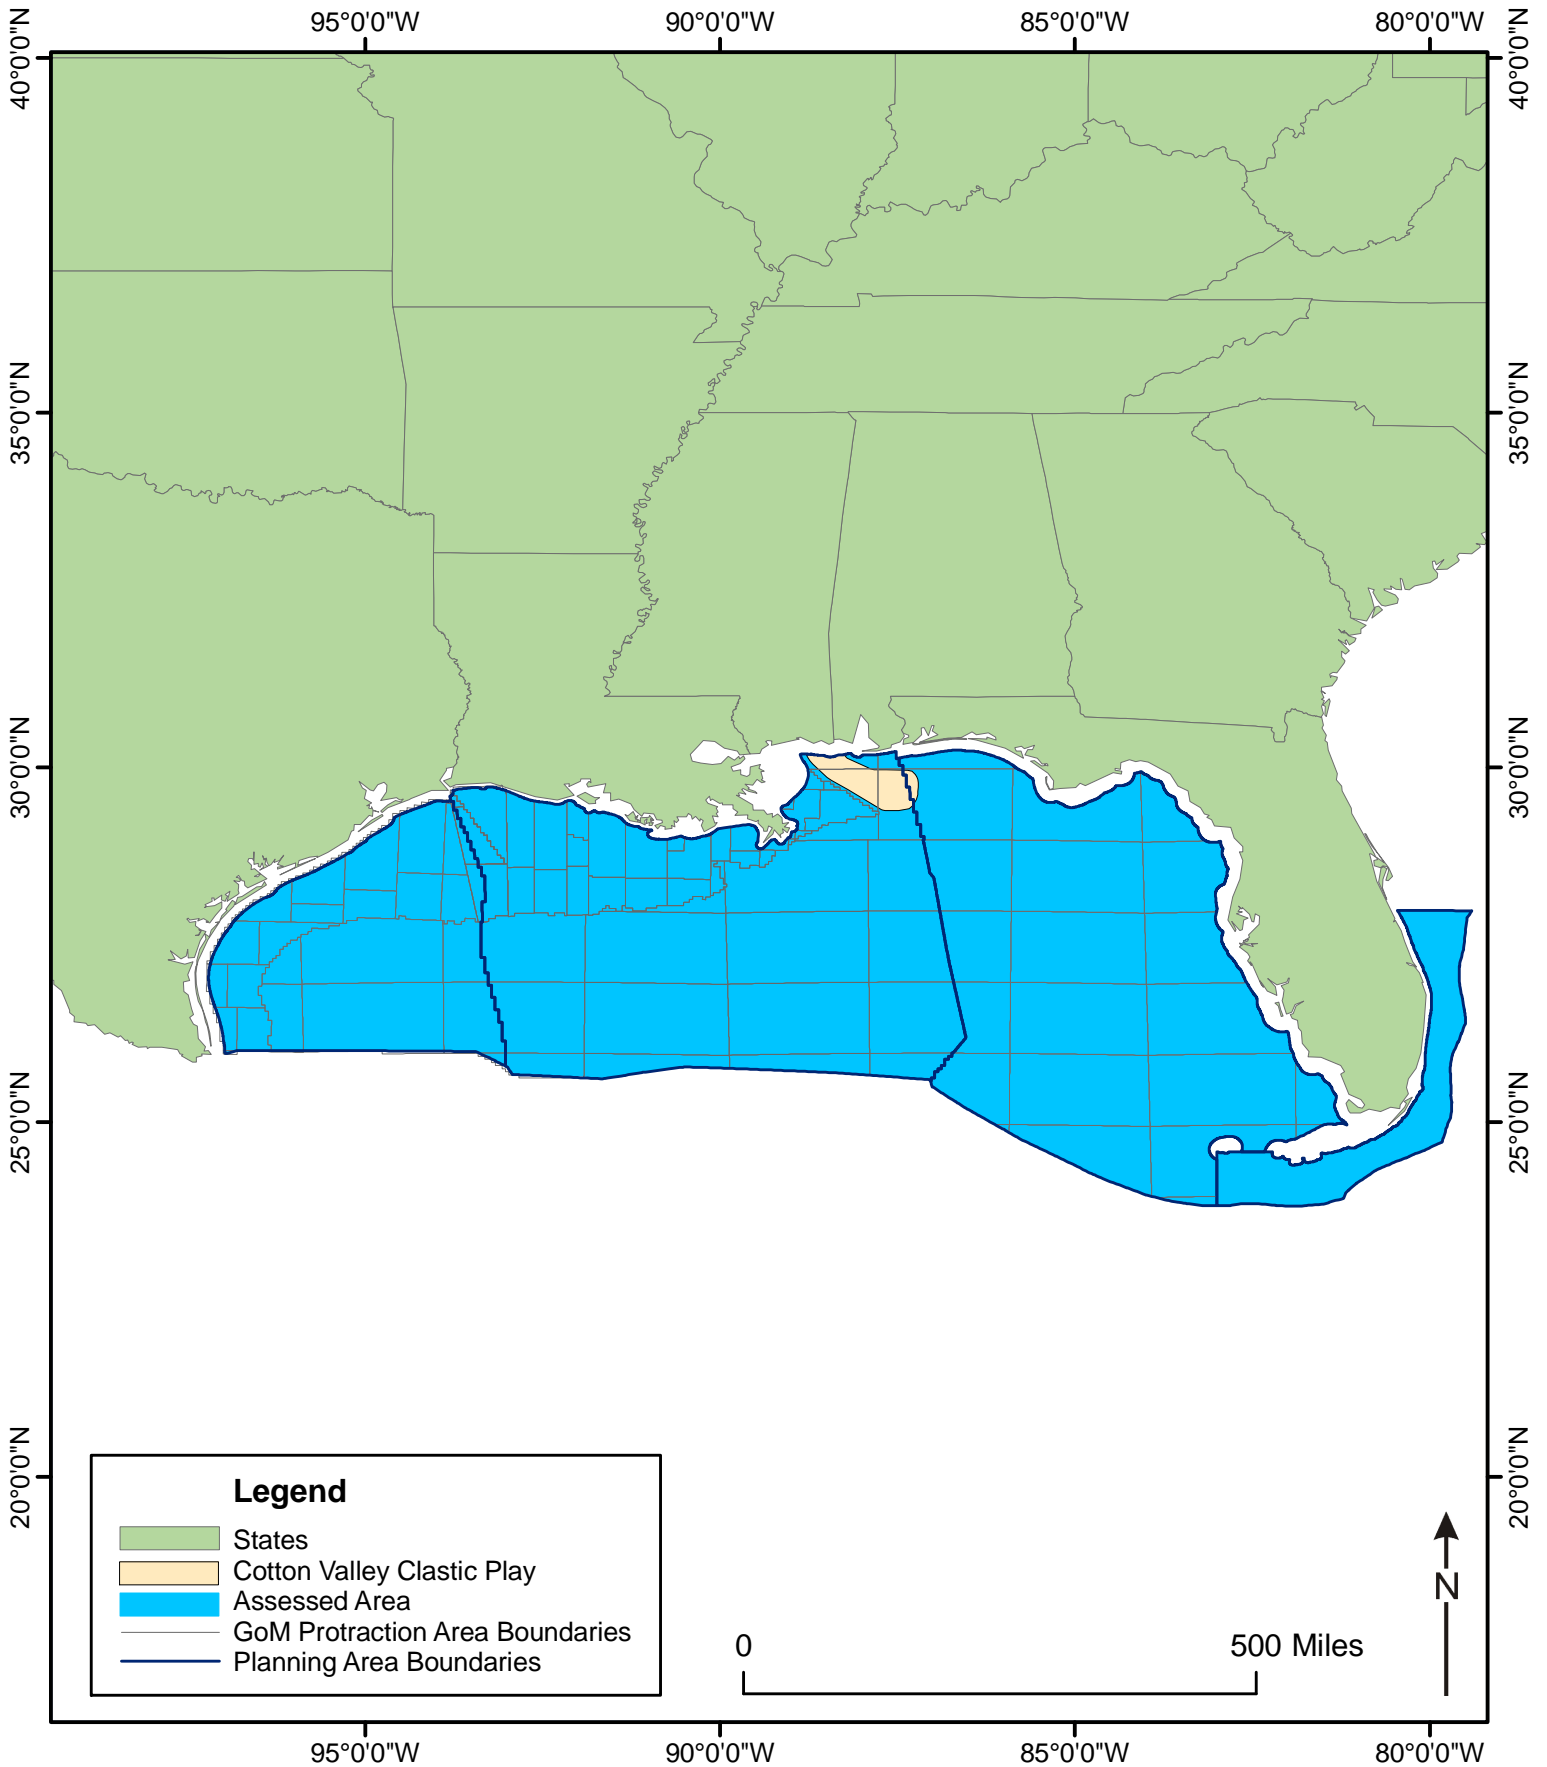 95°0'0"W 90°0'0"W 85°0'0"W 80°0'0"W
40°0'0"N 40°0'0"N
35°0'0"N 35°0'0"N
30°0'0"N 30°0'0"N
25°0'0"N 25°0'0"N
20°0'0"N 20°0'0"N
Legend
States
Cotton Valley Clastic Play
Assessed Area
GoM Protraction Area Boundaries
Planning Area Boundaries
0 500 Miles
N
95°0'0"W 90°0'0"W 85°0'0"W 80°0'0"W